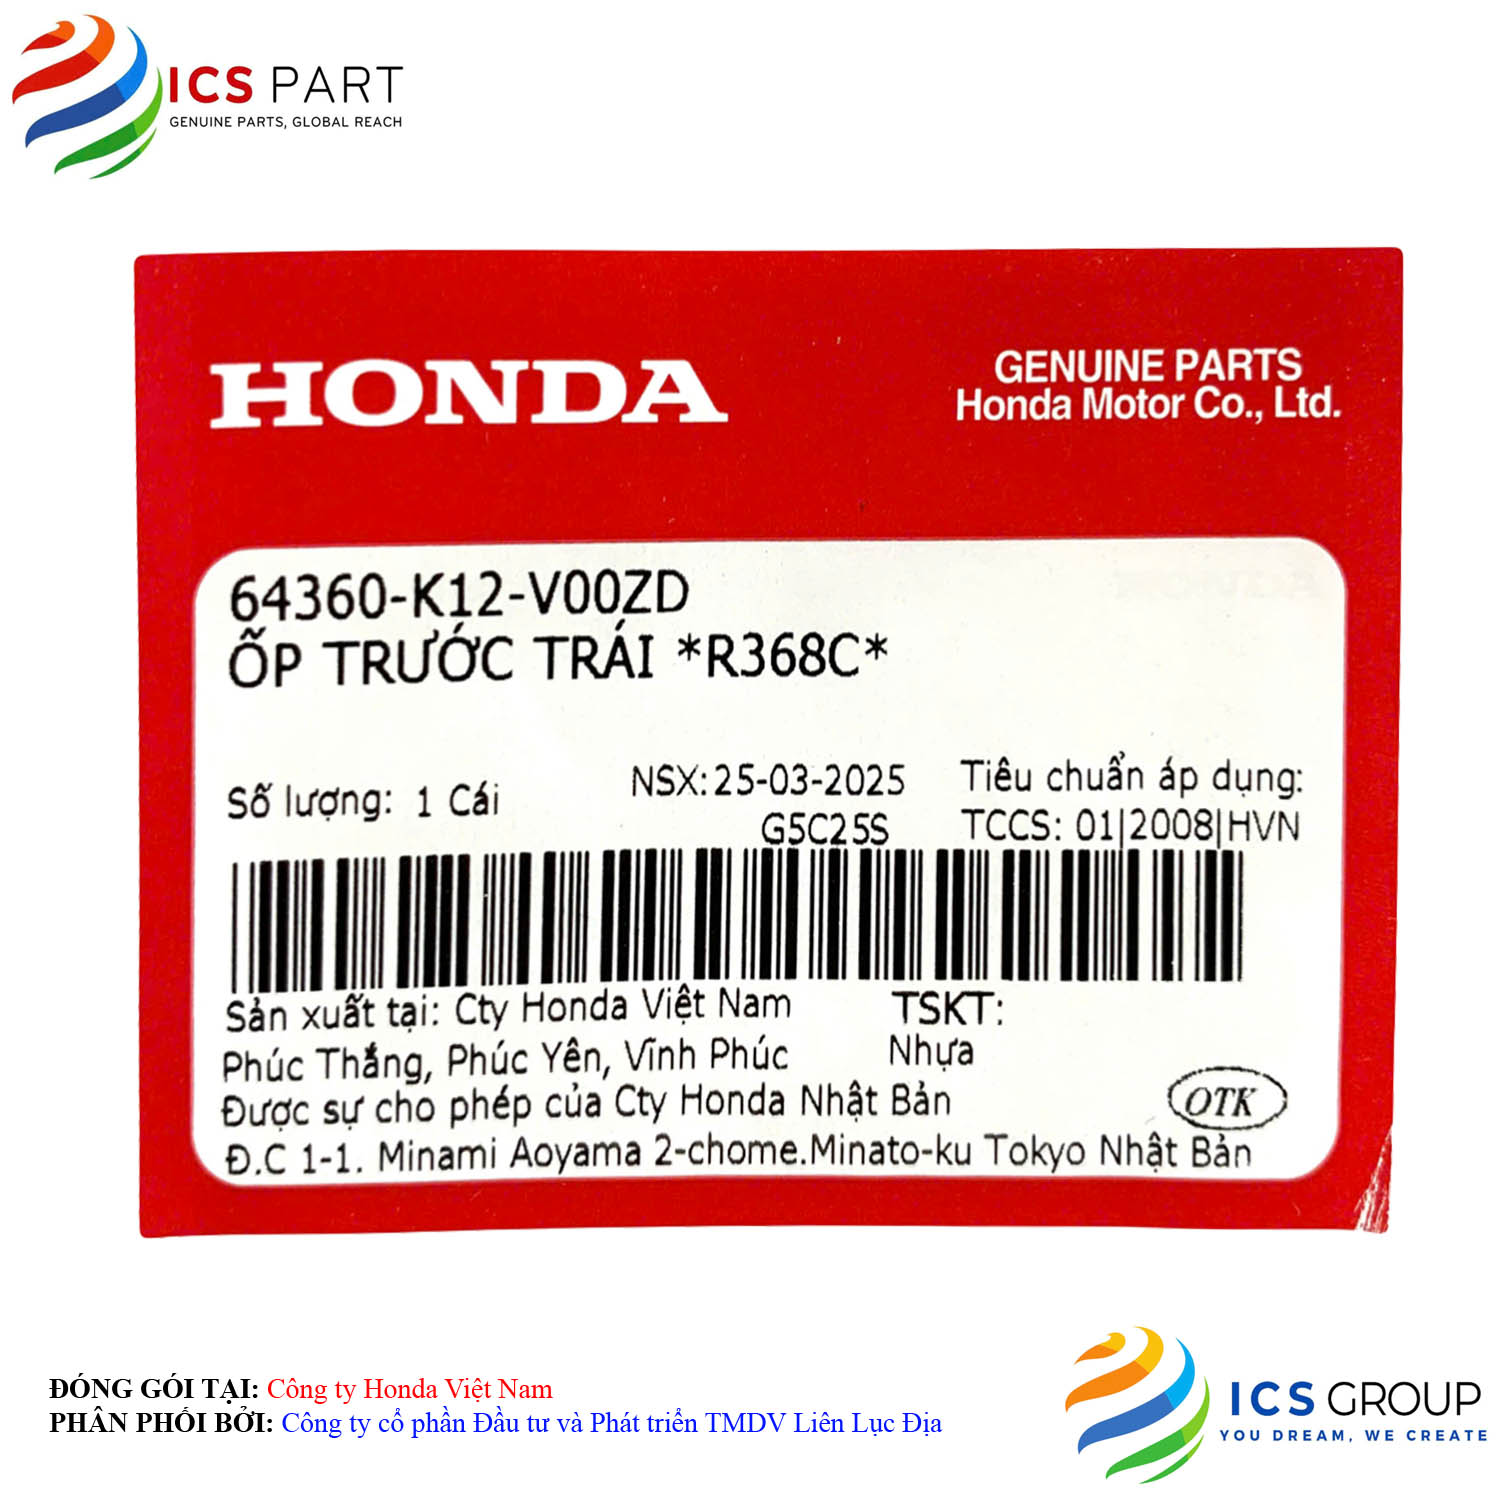 ICS PART
GENUINE PARTS, GLOBAL REACH
HONDA
GENUINE PARTS
Honda Motor Co., Ltd.
64360-K12-V00ZD
ỐP TRƯỚC TRÁI *R368C*
Số lượng: 1 Cái
NSX: 25-03-2025
G5C25S
Tiêu chuẩn áp dụng:
TCCS: 01|2008|HVN
Sản xuất tại: Cty Honda Việt Nam
Phúc Thắng, Phúc Yên, Vĩnh Phúc
TSKT:
Nhựa
Được sự cho phép của Cty Honda Nhật Bản
OTK
Đ.C 1-1. Minami Aoyama 2-chome.Minato-ku Tokyo Nhật Bản
ĐÓNG GÓI TẠI: Công ty Honda Việt Nam
PHÂN PHỐI BỞI: Công ty cổ phần Đầu tư và Phát triển TMDV Liên Lục Địa
ICS GROUP
YOU DREAM, WE CREATE